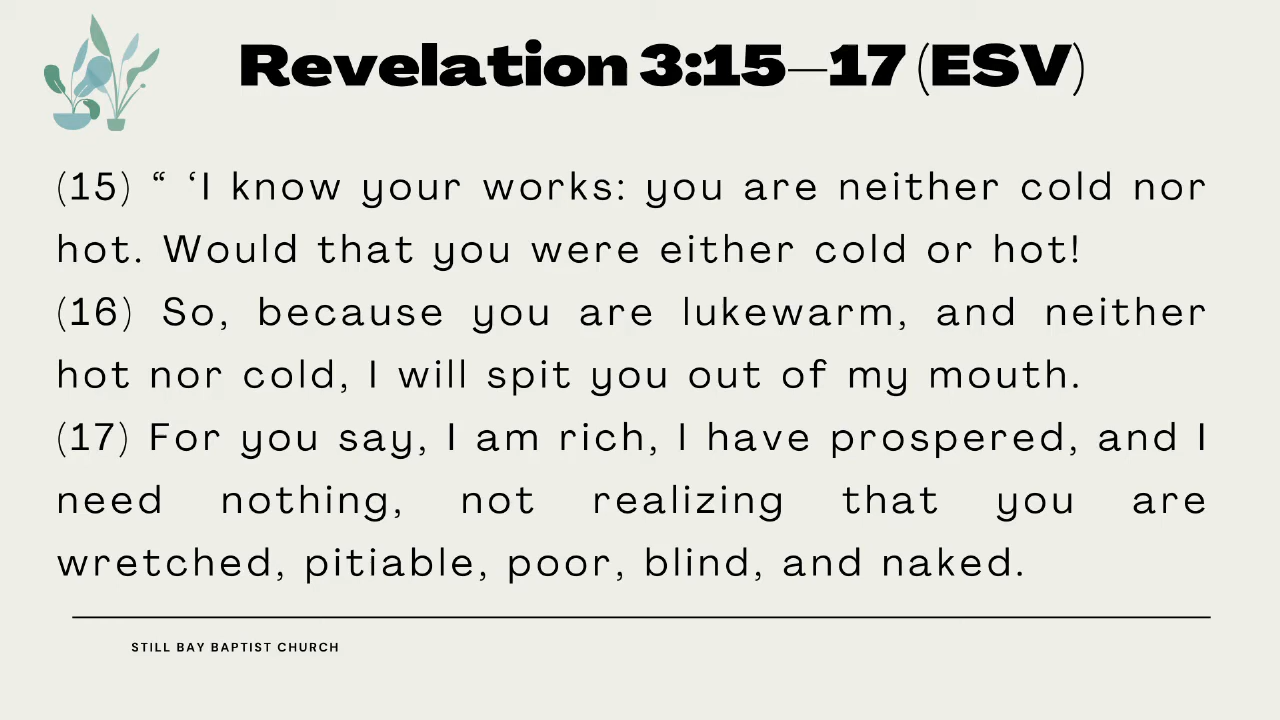 Revelation 3:15—17 (ESV)
(15) “ ‘I know your works: you are neither cold nor
hot. Would that you were either cold or hot!
(16) So, because you are lukewarm, and neither
hot nor cold, I will spit you out of my mouth.
(17) For you say, I am rich, I have prospered, and I
need nothing, not realizing that you are
wretched, pitiable, poor, blind, and naked.
STILL BAY BAPTIST CHURCH